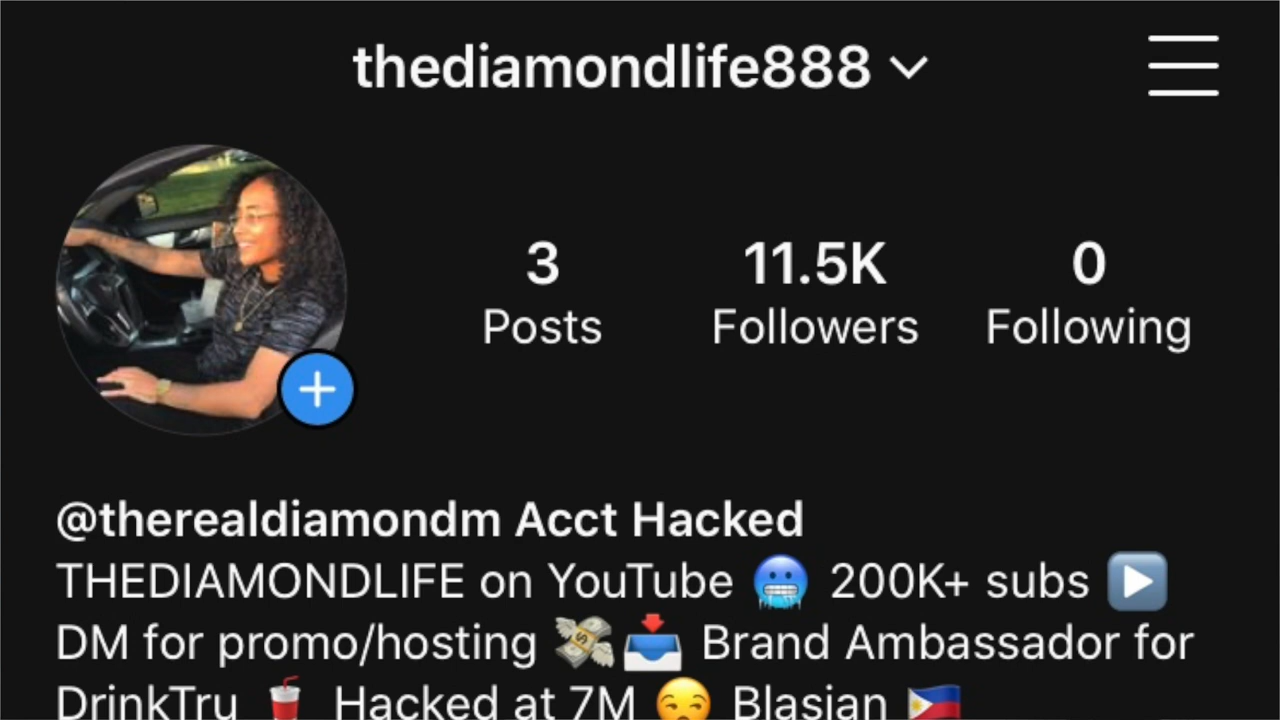 thediamondlife888
3 11.5K 0
Posts Followers Following
@therealdiamondm Acct Hacked
THEDIAMONDLIFE on YouTube 🥶 200K+ subs ▶️
DM for promo/hosting 💸📥 Brand Ambassador for
DrinkTru 🥤 Hacked at 7M 😒 Blasian 🇵🇭